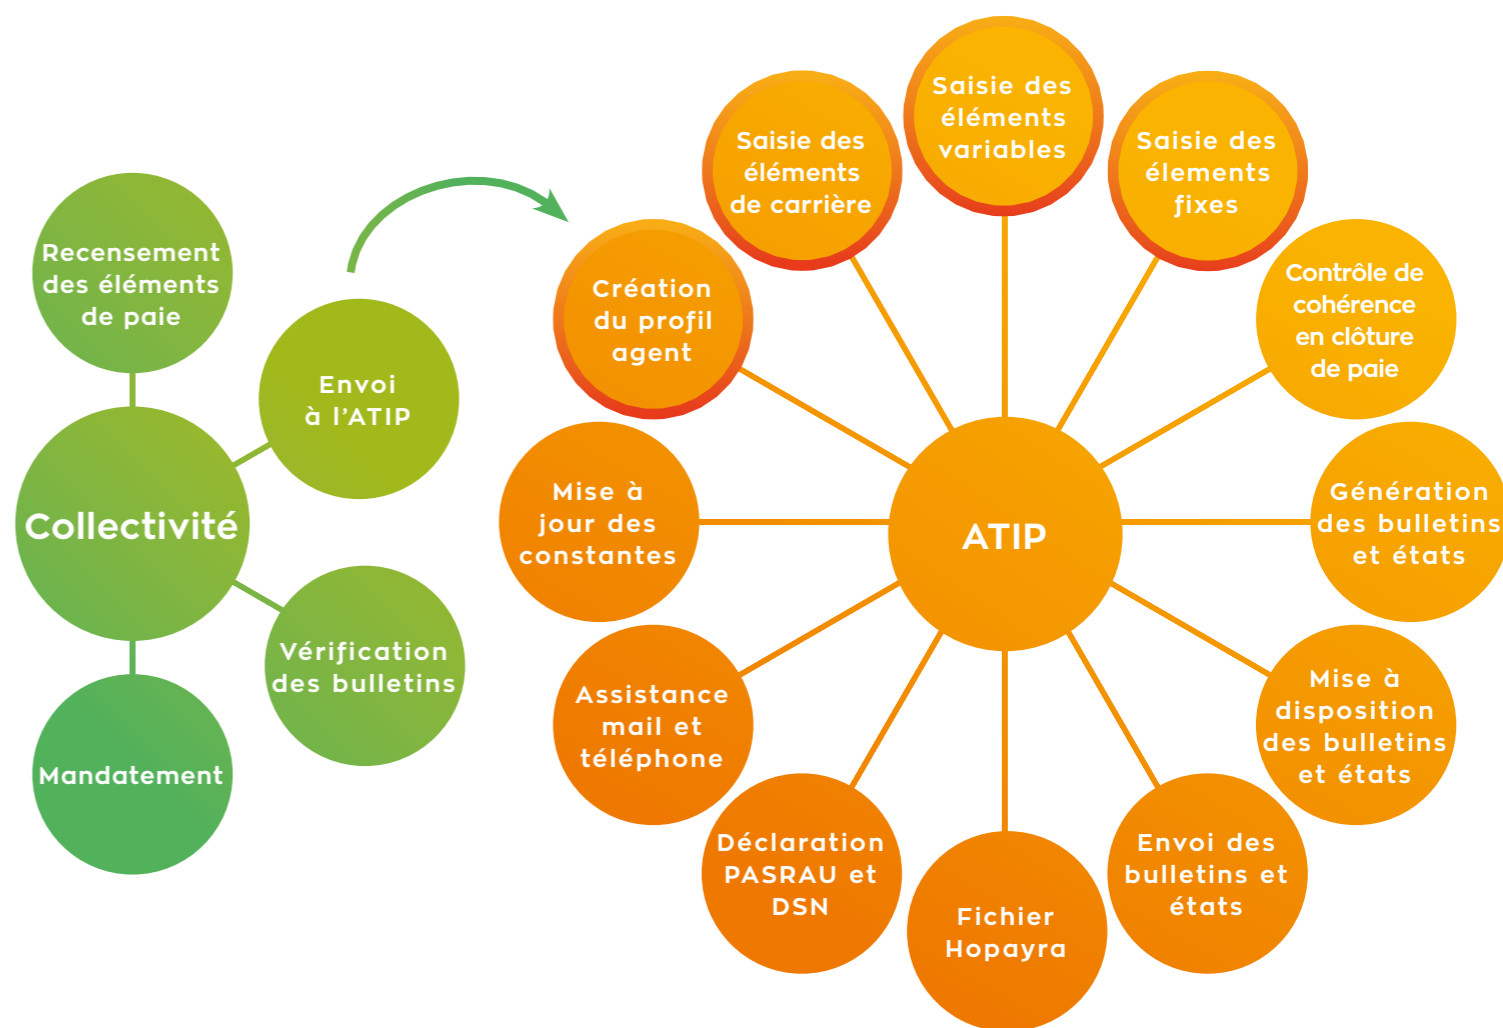 Recensement
des éléments
de paie
Envoi
à l'ATIP
Collectivité
Vérification
des bulletins
Mandatement
Création
du profil
agent
Saisie des
éléments
de carrière
Saisie des
éléments
variables
Saisie des
élements
fixes
Contrôle de
cohérence
en clôture
de paie
Génération
des bulletins
et états
Mise à
disposition
des bulletins
et états
Envoi des
bulletins et
états
Fichier
Hopayra
Déclaration
PASRAU et
DSN
Assistance
mail et
téléphone
Mise à
jour des
constantes
ATIP